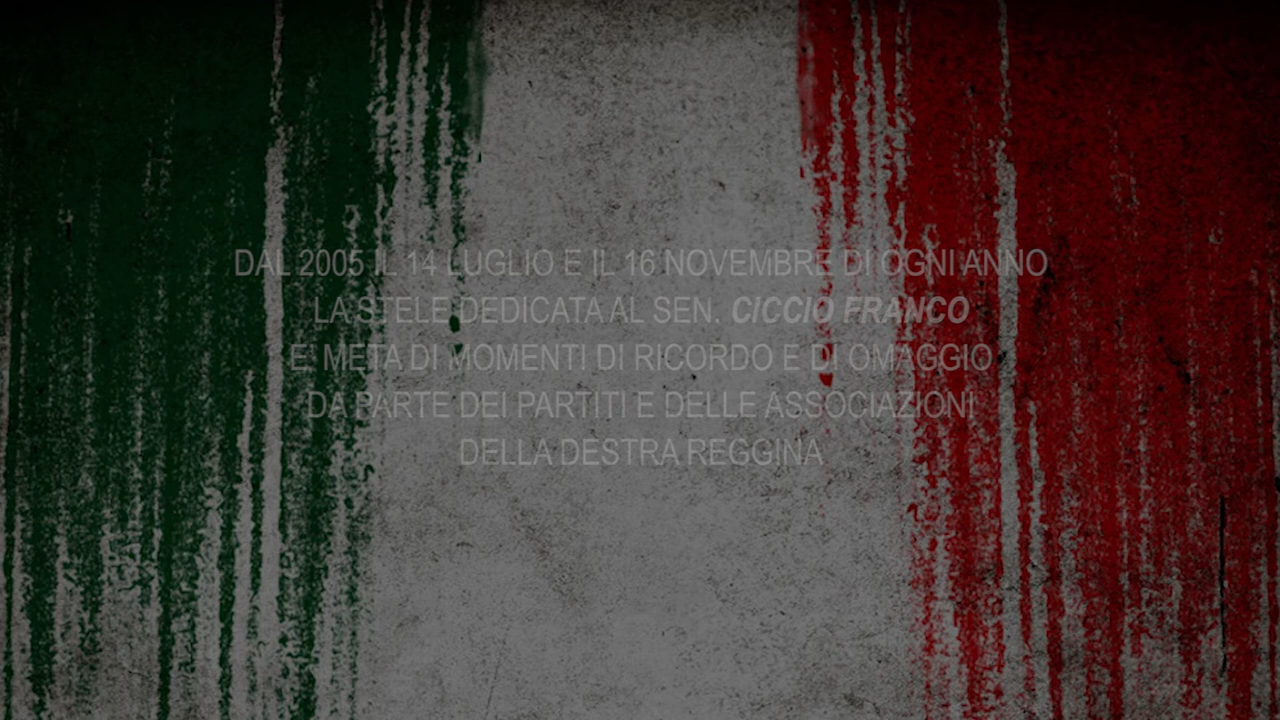 DAL 2005 IL 14 LUGLIO E IL 16 NOVEMBRE DI OGNI ANNO
LA STELE DEDICATA AL SEN. CICCIO FRANCO
E' META DI MOMENTI DI RICORDO E DI OMAGGIO
DA PARTE DEI PARTITI E DELLE ASSOCIAZIONI
DELLA DESTRA REGGINA